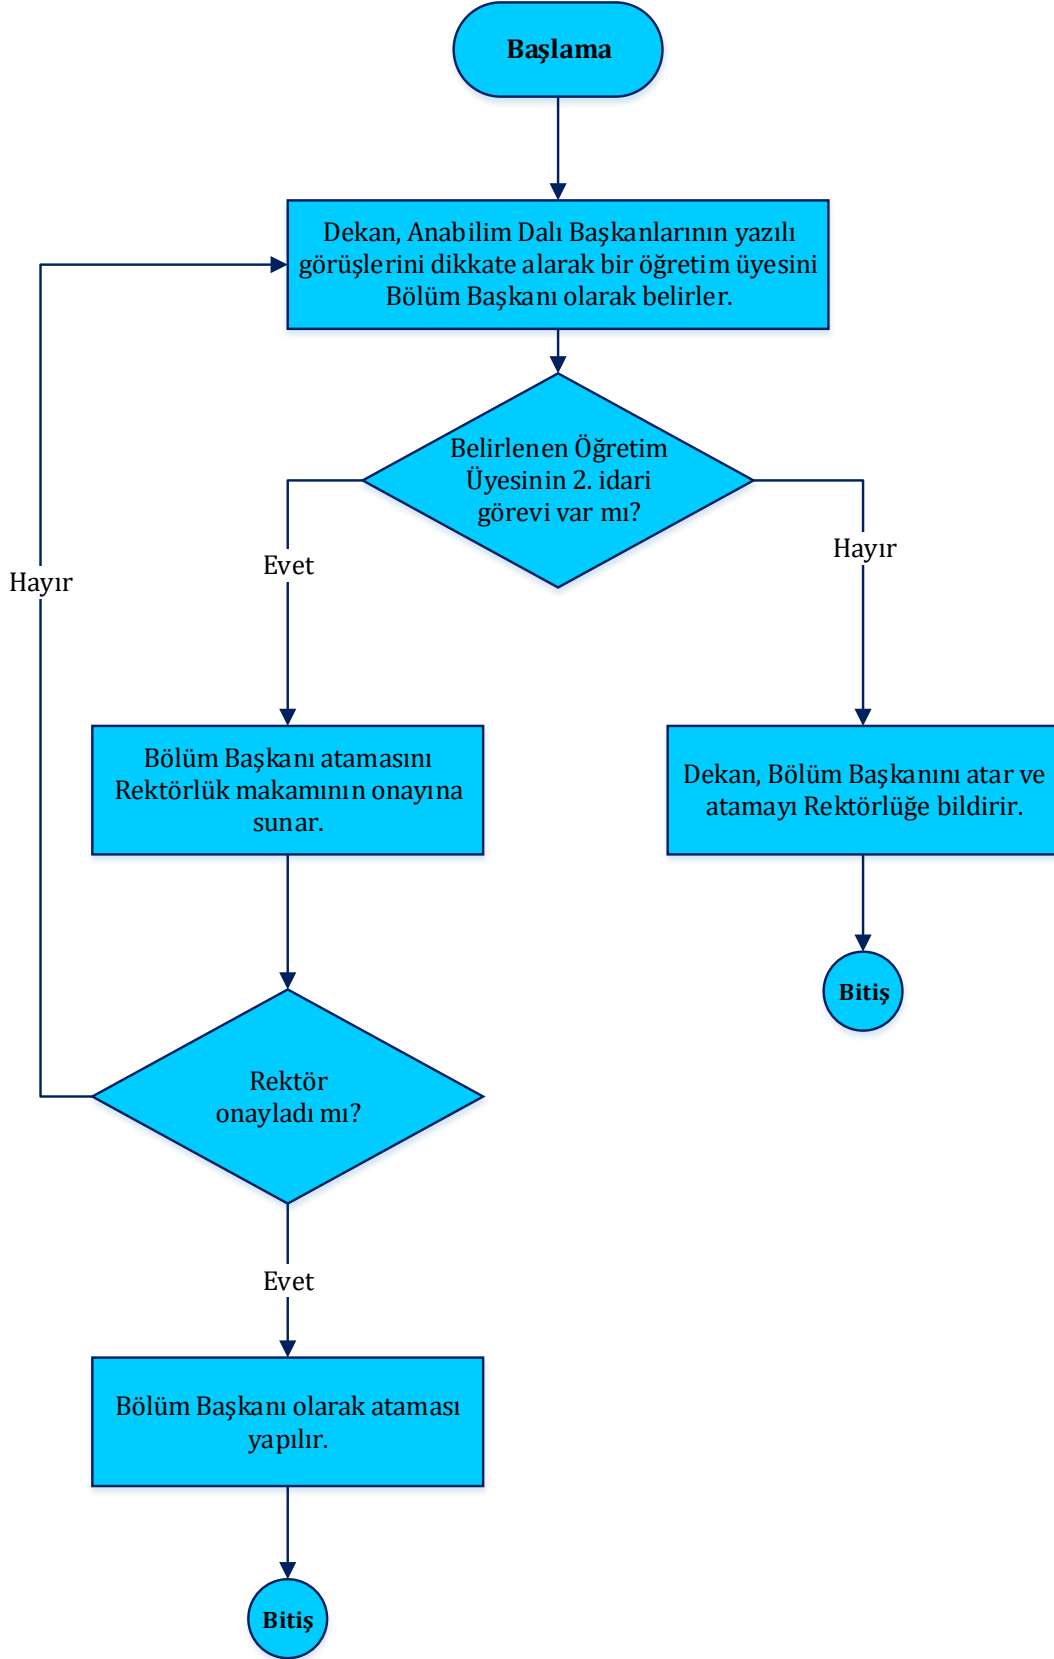 Başlama
Dekan, Anabilim Dalı Başkanlarının yazılı
görüşlerini dikkate alarak bir öğretim üyesini
Bölüm Başkanı olarak belirler.
Belirlenen Öğretim
Üyesinin 2. idari
görevi var mı?
Evet
Hayır
Hayır
Bölüm Başkanı atamasını
Rektörlük makamının onayına
sunar.
Dekan, Bölüm Başkanını atar ve
atamayı Rektörlüğe bildirir.
Bitiş
Rektör
onayladı mı?
Evet
Bölüm Başkanı olarak ataması
yapılır.
Bitiş